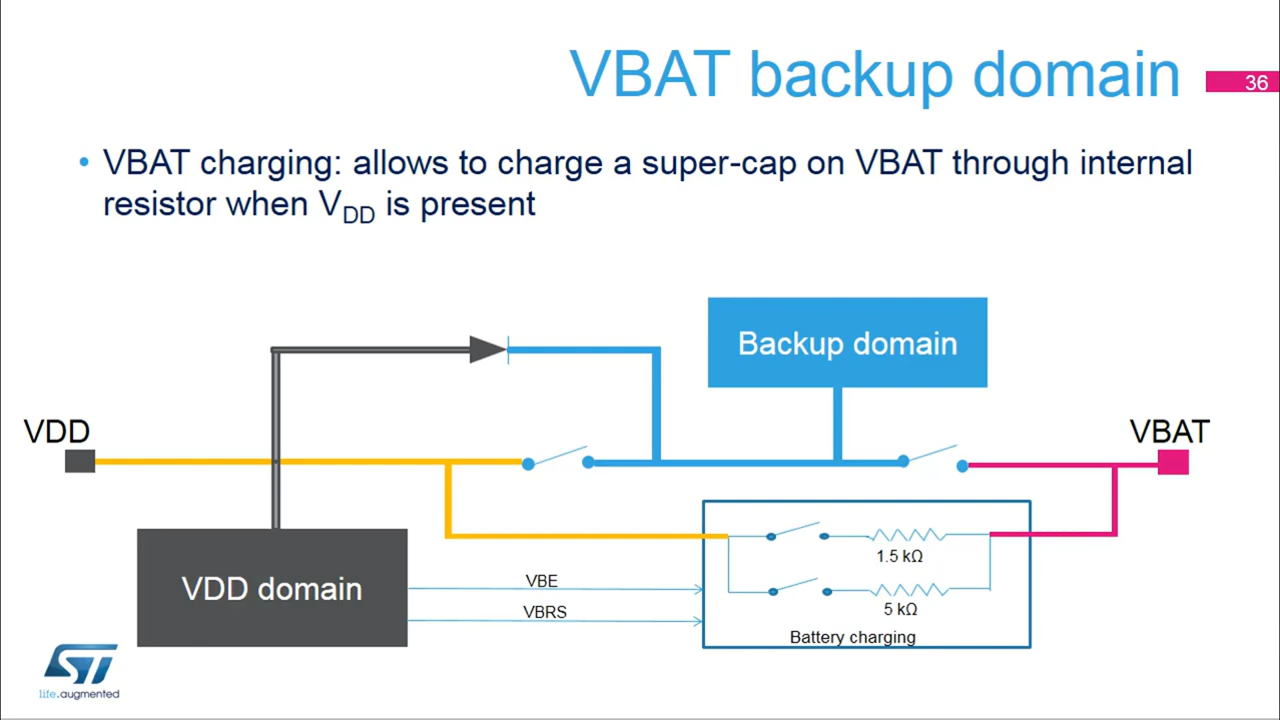 VBAT backup domain
36
• VBAT charging: allows to charge a super-cap on VBAT through internal
resistor when VDD is present
Backup domain
VDD
VBAT
1.5 kΩ
VDD domain
VBE
VBRS
5 kΩ
Battery charging
ST
life.augmented